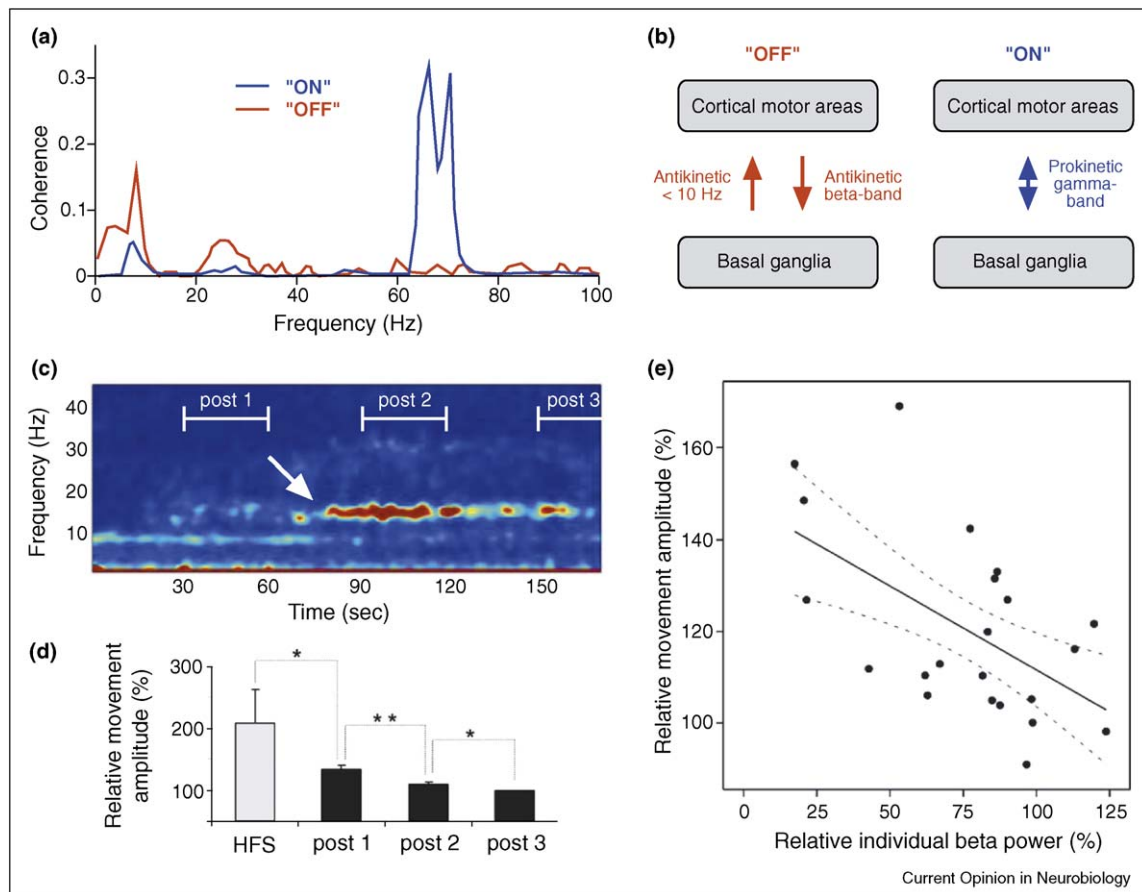 (a)
0.3
0.2
0.1
0
Coherence
"ON"
"OFF"
0 20 40 60 80 100
Frequency (Hz)
(b)
"OFF"
"ON"
Cortical motor areas
Cortical motor areas
Antikinetic
< 10 Hz
Antikinetic
beta-band
Prokinetic
gamma-
band
Basal ganglia
Basal ganglia
(c)
40
30
20
10
Frequency (Hz)
post 1
post 2
post 3
30 60 90 120 150
Time (sec)
(d)
Relative movement
amplitude (%)
300
200
100
*
* *
*
HFS
post 1
post 2
post 3
(e)
160
140
120
100
Relative movement amplitude (%)
0 25 50 75 100 125
Relative individual beta power (%)
Current Opinion in Neurobiology